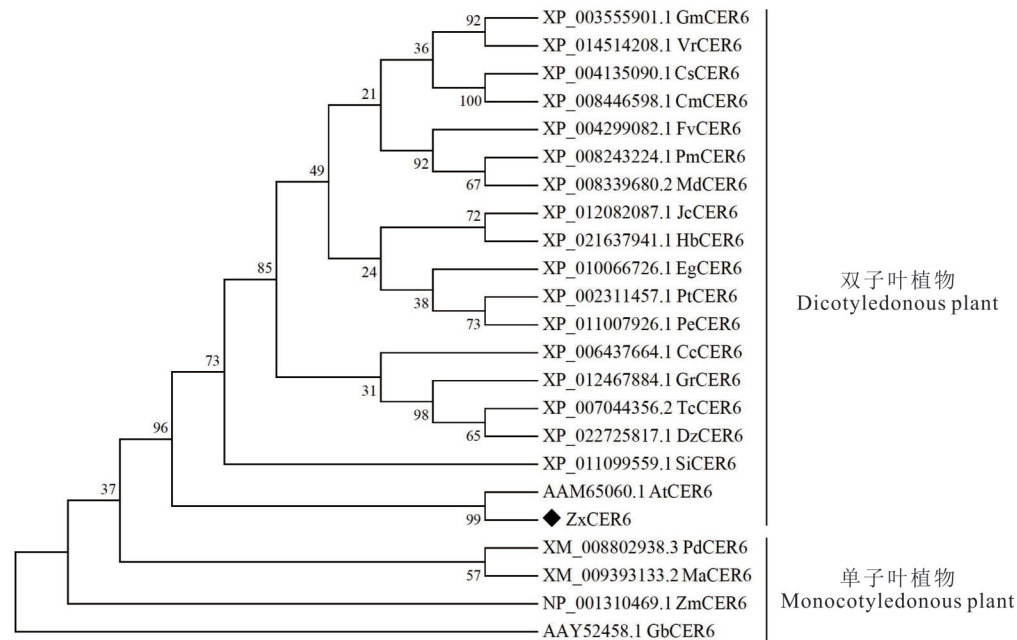 XP_003555901.1 GmCER6
XP_014514208.1 VrCER6
XP_004135090.1 CsCER6
XP_008446598.1 CmCER6
XP_004299082.1 FvCER6
XP_008243224.1 PmCER6
XP_008339680.2 MdCER6
XP_012082087.1 JcCER6
XP_021637941.1 HbCER6
XP_010066726.1 EgCER6
XP_002311457.1 PtCER6
XP_011007926.1 PeCER6
XP_006437664.1 CcCER6
XP_012467884.1 GrCER6
XP_007044356.2 TcCER6
XP_022725817.1 DzCER6
XP_011099559.1 SiCER6
AAM65060.1 AtCER6
ZxCER6
XM_008802938.3 PdCER6
XM_009393133.2 MaCER6
NP_001310469.1 ZmCER6
AAY52458.1 GbCER6
92
36
100
21
92
67
49
72
24
38
73
85
31
98
65
73
96
99
37
57
双子叶植物
Dicotyledonous plant
单子叶植物
Monocotyledonous plant